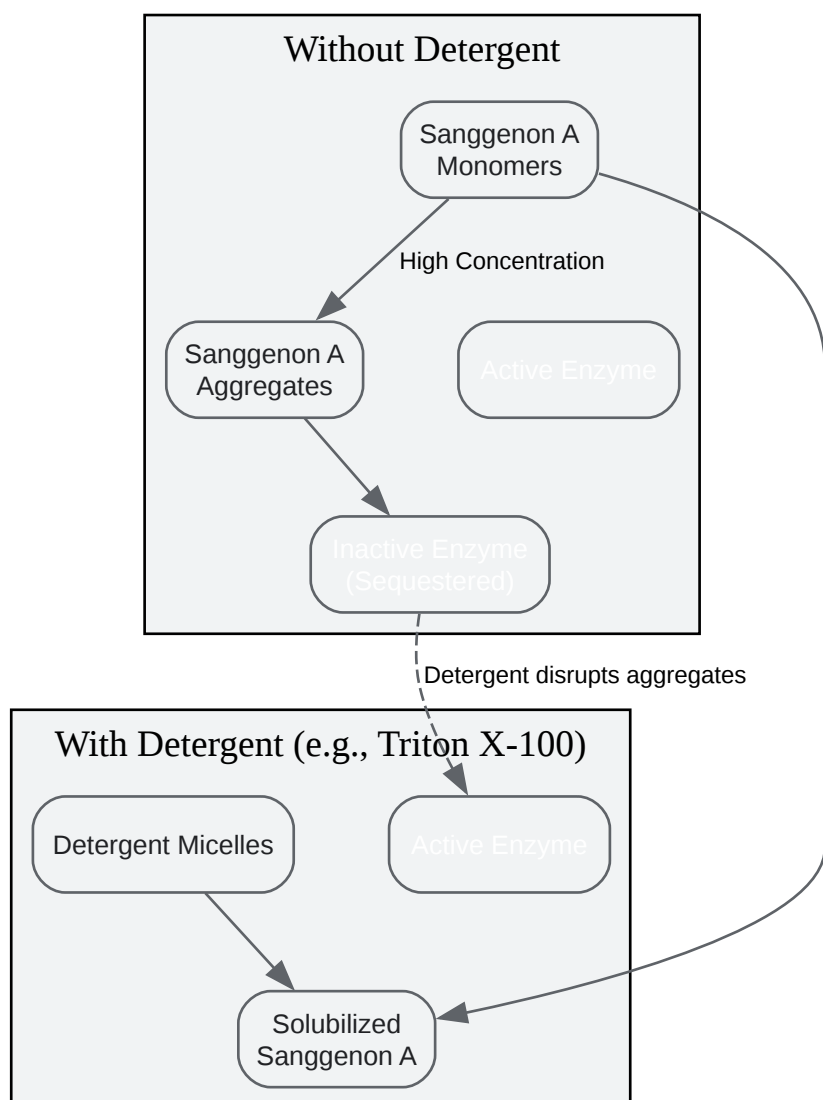 Without Detergent
Sanggenon A
Monomers
High Concentration
Sanggenon A
Aggregates
Active Enzyme
Inactive Enzyme
(Sequestered)
Detergent disrupts aggregates
With Detergent (e.g., Triton X-100)
Detergent Micelles
Active Enzyme
Solubilized
Sanggenon A